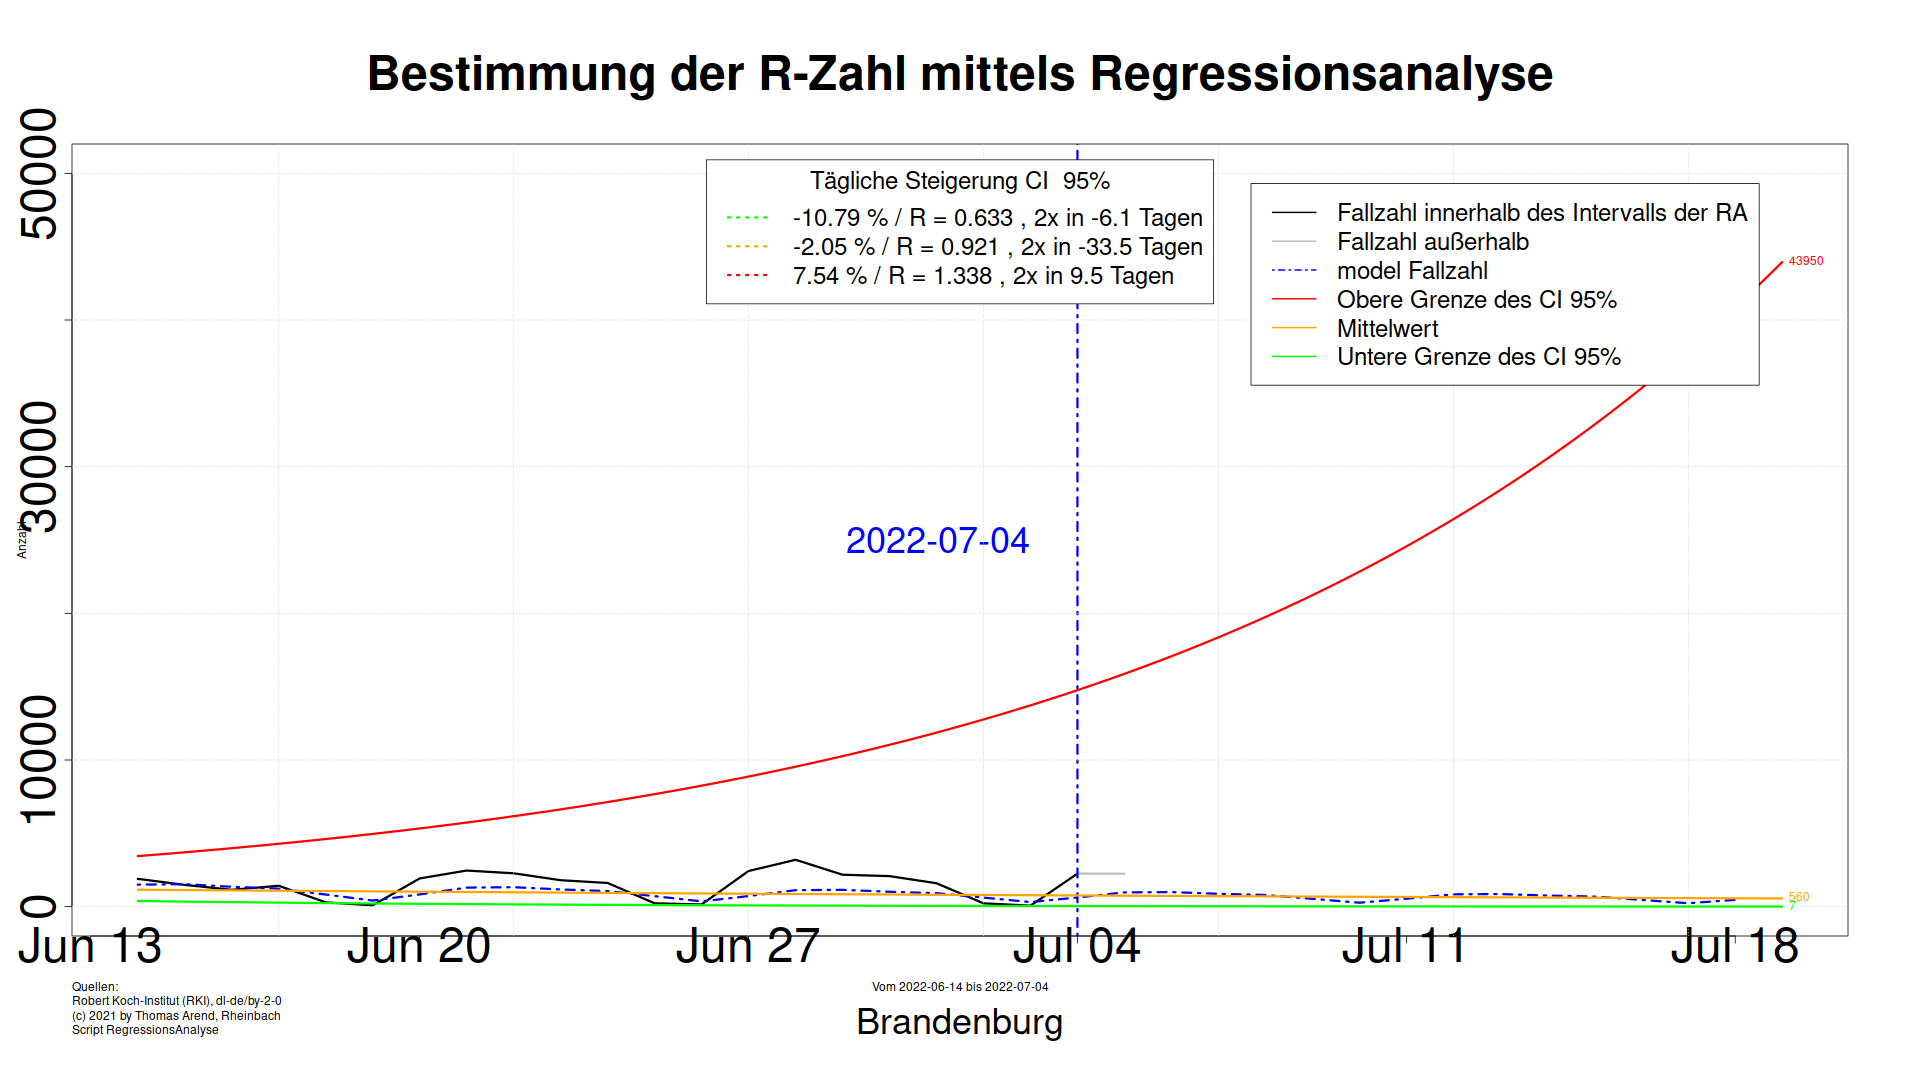 Bestimmung der R-Zahl mittels Regressionsanalyse
50000
30000
10000
0
Anzahl
Tägliche Steigerung CI  95%
-10.79 % / R = 0.633 , 2x in -6.1 Tagen
-2.05 % / R = 0.921 , 2x in -33.5 Tagen
7.54 % / R = 1.338 , 2x in 9.5 Tagen
Fallzahl innerhalb des Intervalls der RA
Fallzahl außerhalb
model Fallzahl
Obere Grenze des CI 95%
Mittelwert
Untere Grenze des CI 95%
43950
2022-07-04
560
7
Jun 13
Jun 20
Jun 27
Jul 04
Jul 11
Jul 18
Quellen:
Robert Koch-Institut (RKI), dl-de/by-2-0
(c) 2021 by Thomas Arend, Rheinbach
Script RegressionsAnalyse
Vom 2022-06-14 bis 2022-07-04
Brandenburg